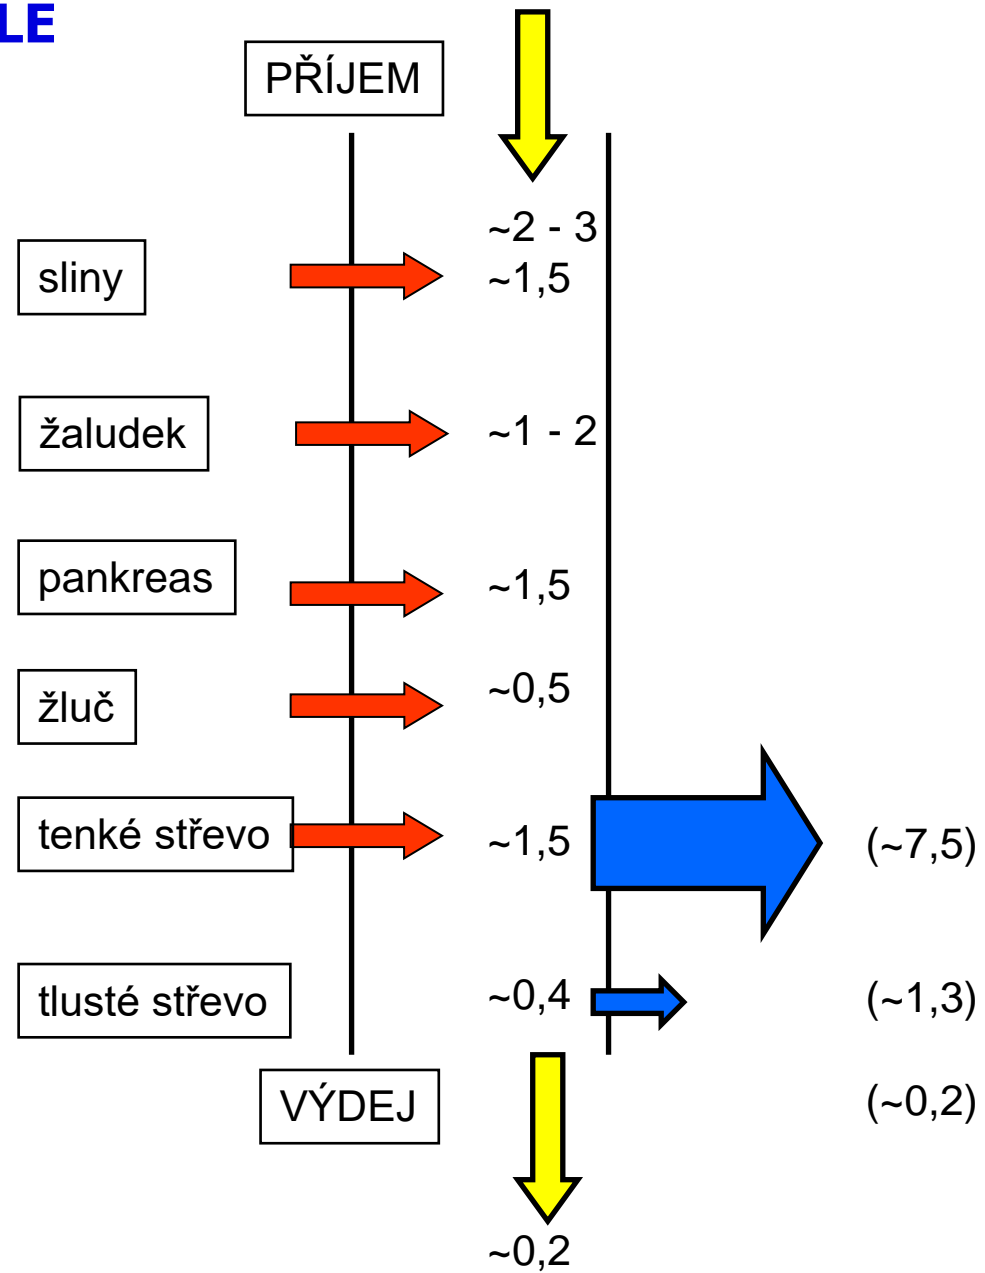 LE
PŘÍJEM
~2 - 3
sliny
~1,5
žaludek
~1 - 2
pankreas
~1,5
žluč
~0,5
tenké střevo
~1,5
(~7,5)
tlusté střevo
~0,4
(~1,3)
VÝDEJ
(~0,2)
~0,2